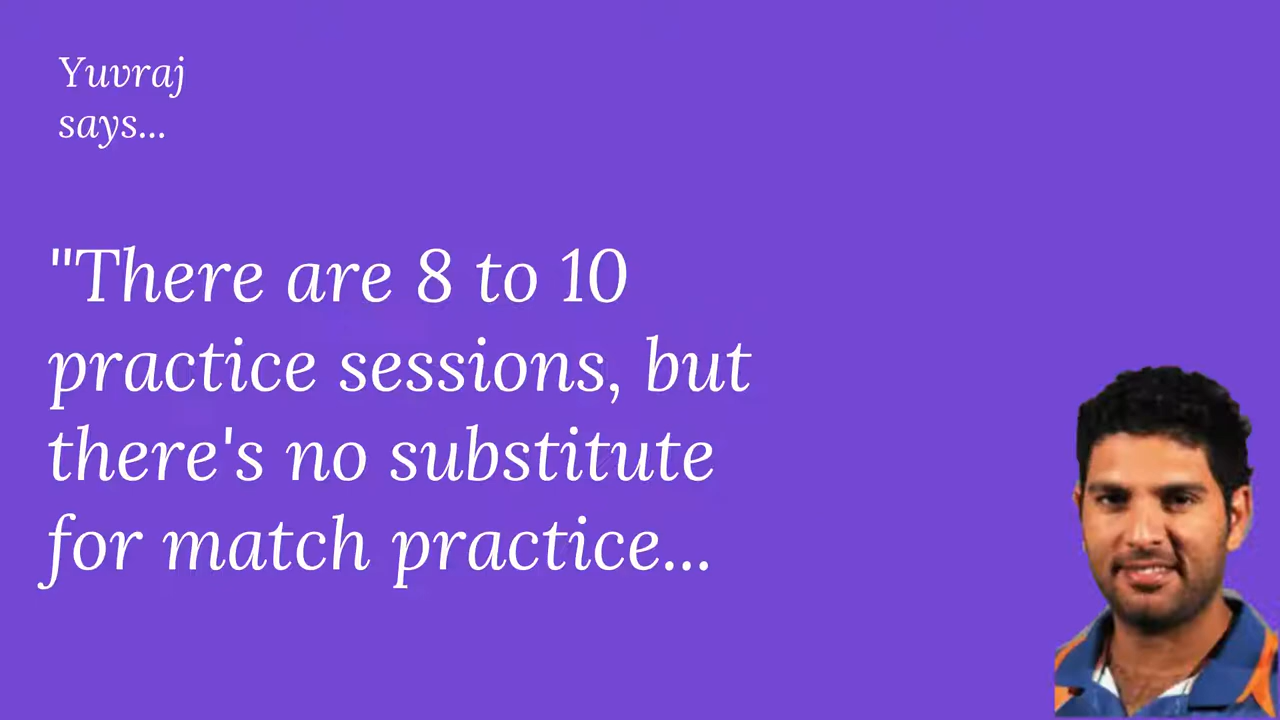 Yuvraj
says...
"There are 8 to 10
practice sessions, but
there's no substitute
for match practice...